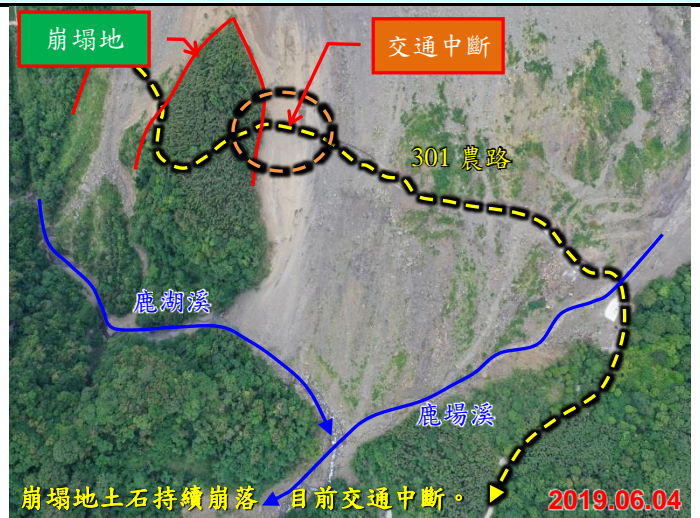 崩塌地
交通中斷
301 農路
鹿湖溪
鹿場溪
崩塌地土石持續崩落 目前交通中斷。
2019.06.04